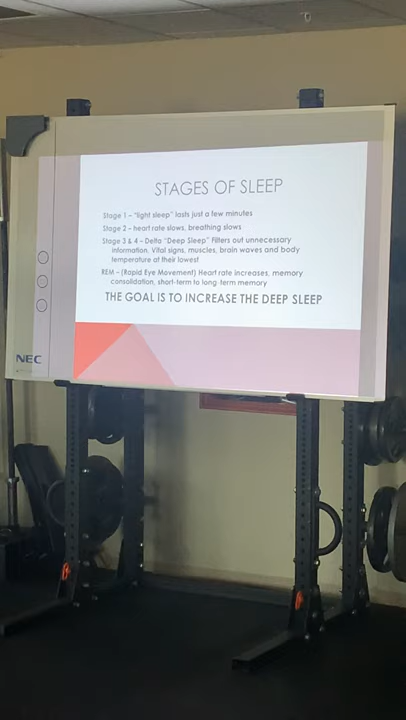 STAGES OF SLEEP
Stage 1 – "light sleep" lasts just a few minutes
Stage 2 – heart rate slows, breathing slows
Stage 3 & 4 – Delta "Deep Sleep" Filters out unnecessary
information. Vital signs, muscles, brain waves and body
temperature at their lowest
REM – (Rapid Eye Movement) Heart rate increases, memory
consolidation, short-term to long-term memory
THE GOAL IS TO INCREASE THE DEEP SLEEP
NEC